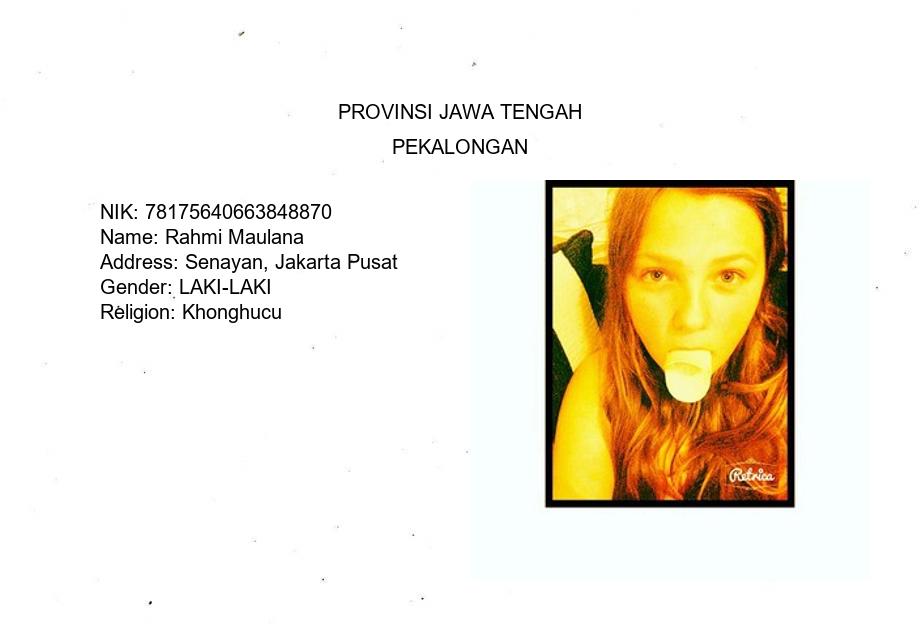 PROVINSI JAWA TENGAH
PEKALONGAN
NIK: 78175640663848870
Name: Rahmi Maulana
Address: Senayan, Jakarta Pusat
Gender: LAKI-LAKI
Religion: Khonghucu
Retrica